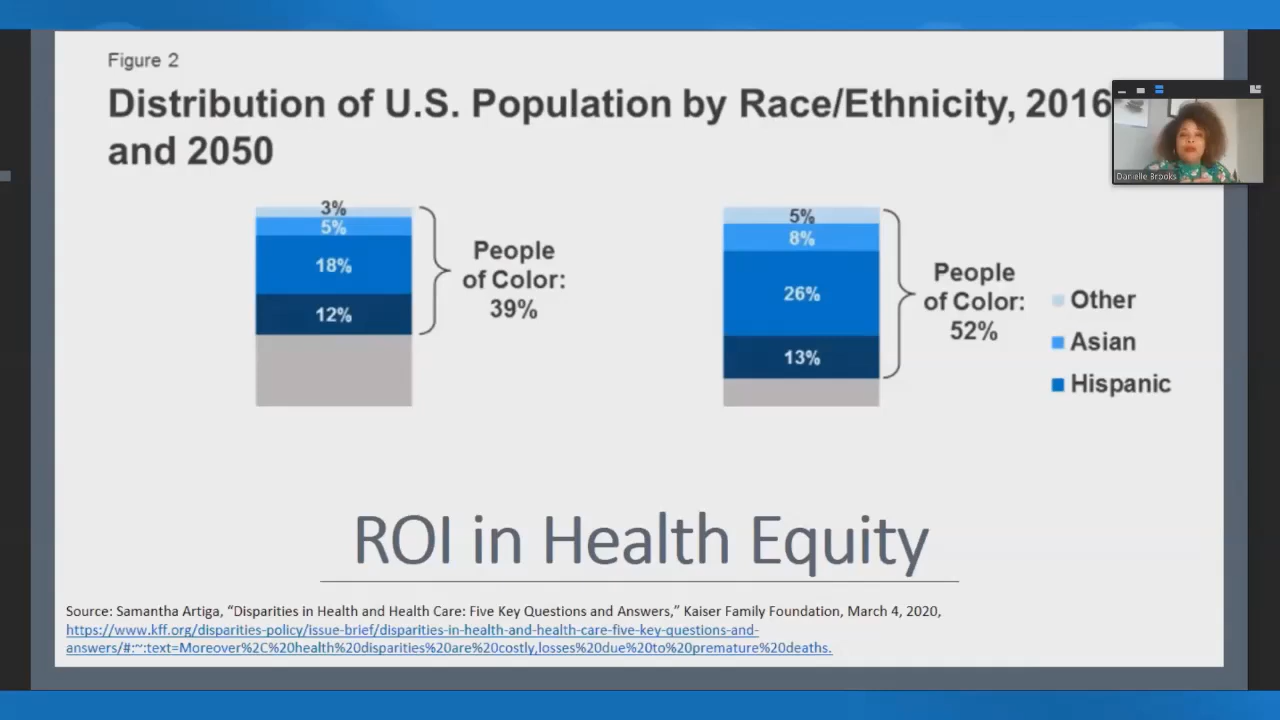 Figure 2
Distribution of U.S. Population by Race/Ethnicity, 2016
and 2050
Danielle Brooks
3%
5%
18%
12%
People
of Color:
39%
5%
8%
26%
13%
People
of Color:
52%
Other
Asian
Hispanic
ROI in Health Equity
Source: Samantha Artiga, “Disparities in Health and Health Care: Five Key Questions and Answers,” Kaiser Family Foundation, March 4, 2020,
https://www.kff.org/disparities-policy/issue-brief/disparities-in-health-and-health-care-five-key-questions-and-
answers/#:~:text=Moreover%2C%20health%20disparities%20are%20costly,losses%20due%20to%20premature%20deaths.